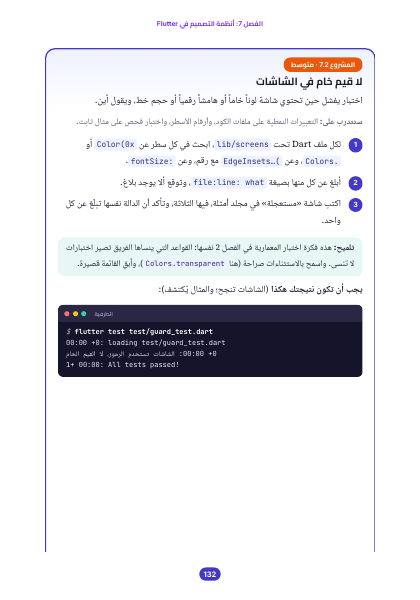 الفصل 7: أنظمة التصميم في Flutter
المشروع 7.2 · متوسط
لا قيم خام في الشاشات
اختبار يفشل حين تحتوي شاشة لوناً خاماً أو هامشاً رقمياً أو حجم خط، ويقول أين.
ستتدرب على: التعبيرات النمطية على ملفات الكود، وأرقام الأسطر، واختبار فحص على مثال ثابت.
1 لكل ملف Dart تحت lib/screens، ابحث في كل سطر عن Color(0x أو
Colors.، وعن EdgeInsets…( مع رقم، وعن fontSize: .
2 أبلغ عن كل منها بصيغة file:line: what، وتوقع ألا يوجد بلاغ.
3 اكتب شاشة «مستعجلة» في مجلد أمثلة، فيها الثلاثة، وتأكد أن الدالة نفسها تبلّغ عن كل
واحد.
تلميح: هذه فكرة اختبار المعمارية في الفصل 2 نفسها: القواعد التي ينساها الفريق تصير اختبارات
لا تنسى. واسمح بالاستثناءات صراحة (هنا Colors.transparent)، وأبقِ القائمة قصيرة.
يجب أن تكون نتيجتك هكذا (الشاشات تنجح؛ والمثال يُكتشف):
الطرفية
$ flutter test test/guard_test.dart
00:00 +0: loading test/guard_test.dart
00:00 +0: الشاشات تستخدم الرموز، لا القيم الخام
00:00 +1: All tests passed!
132